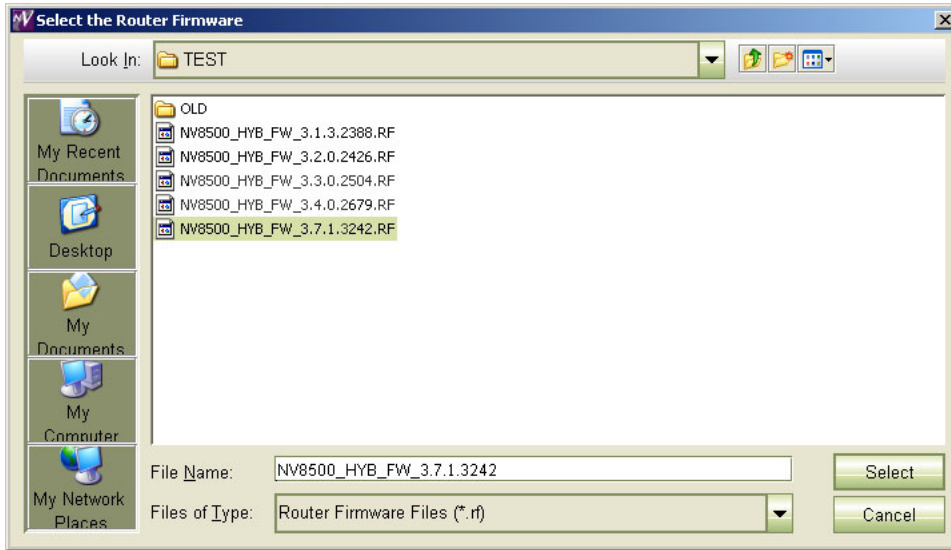 NV Select the Router Firmware
Look In: TEST
OLD
NV8500_HYB_FW_3.1.3.2388.RF
NV8500_HYB_FW_3.2.0.2426.RF
NV8500_HYB_FW_3.3.0.2504.RF
NV8500_HYB_FW_3.4.0.2679.RF
NV8500_HYB_FW_3.7.1.3242.RF
My Recent
Documents
Desktop
My
Documents
My
Computer
My Network
Places
File Name: NV8500_HYB_FW_3.7.1.3242 Select
Files of Type: Router Firmware Files (*.rf) Cancel